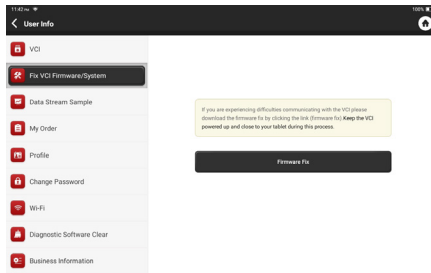 11:42 PM 100%
User Info
VCI
Fix VCI Firmware/System
Data Stream Sample
My Order
Profile
Change Password
Wi-Fi
Diagnostic Software Clear
Business Information
If you are experiencing difficulties communicating with the VCI please
download the firmware fix by clicking the link (firmware fix).Keep the VCI
powered up and close to your tablet during this process.
Firmware Fix